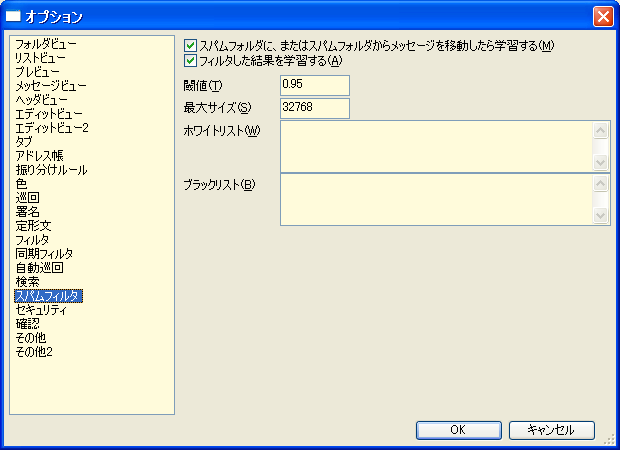 オプション
フォルダビュー
リストビュー
プレビュー
メッセージビュー
ヘッダビュー
エディットビュー
エディットビュー2
タブ
アドレス帳
振り分けルール
色
巡回
署名
定形文
フィルタ
同期フィルタ
自動巡回
検索
スパムフィルタ
セキュリティ
確認
その他
その他2
スパムフォルダに、またはスパムフォルダからメッセージを移動したら学習する(M)
フィルタした結果を学習する(A)
閾値(T) 0.95
最大サイズ(S) 32768
ホワイトリスト(W)
ブラックリスト(B)
OK キャンセル